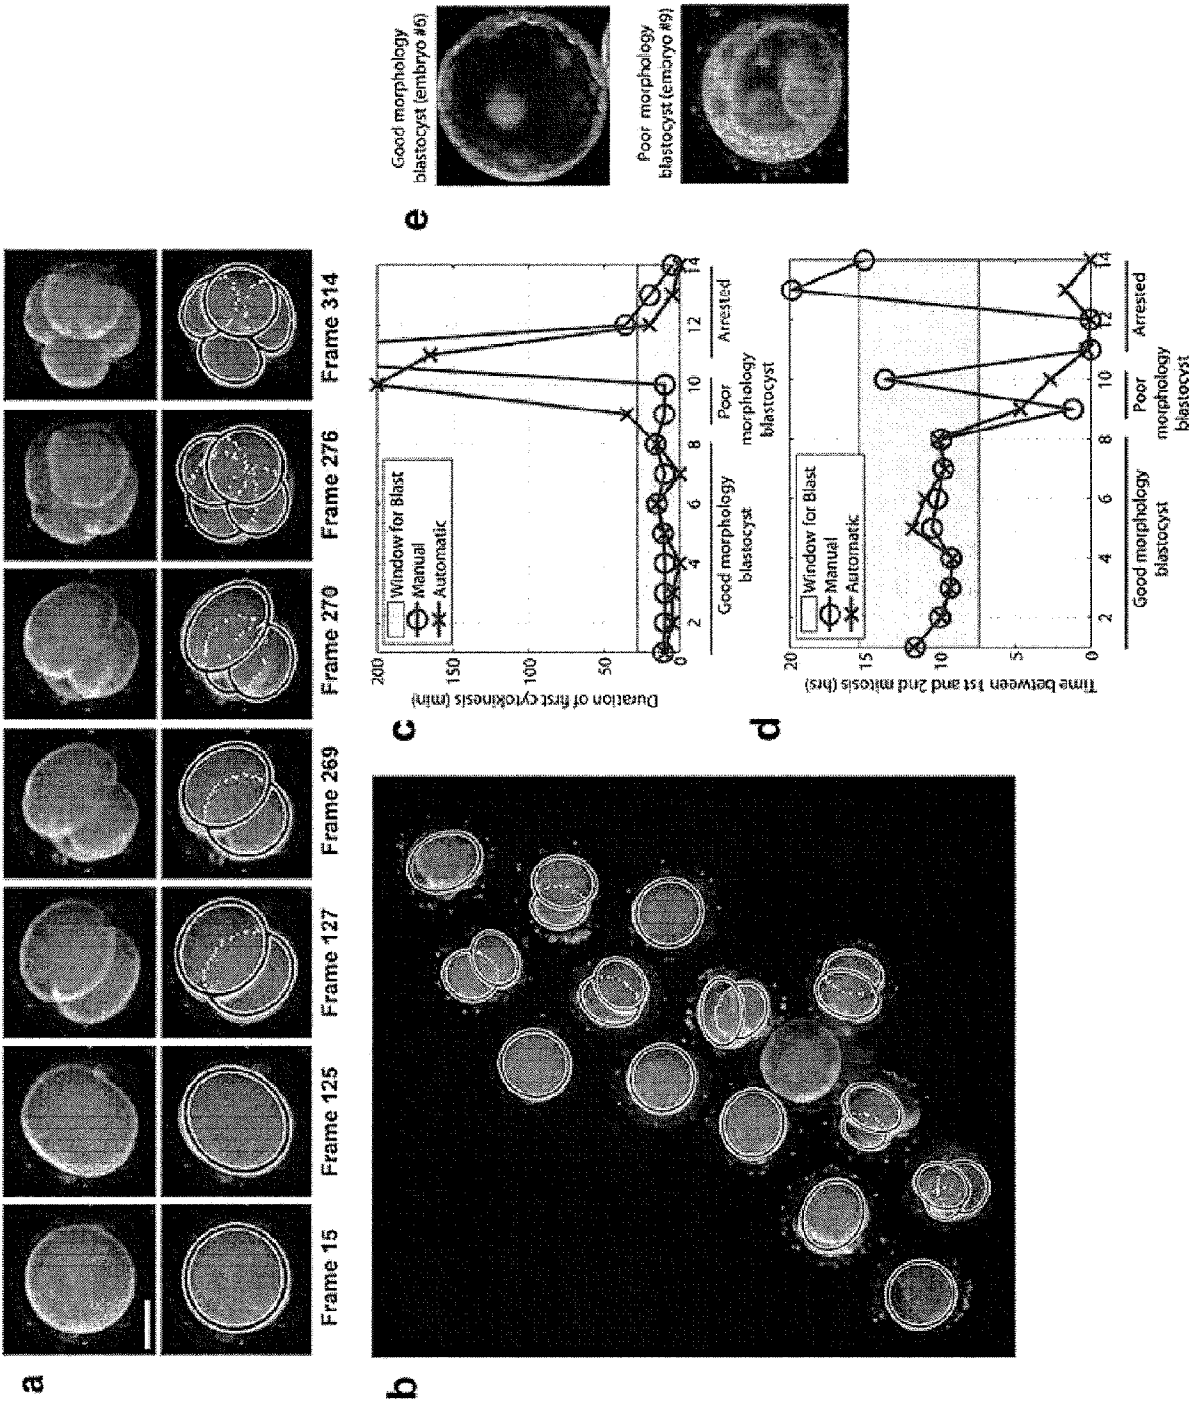 a
Frame 15
Frame 125
Frame 127
Frame 269
Frame 270
Frame 276
Frame 314
b
c
Duration of first cytokinesis (min)
200
150
100
50
0
Window for Blast
Manual
Automatic
2
4
6
8
10
12
14
Good morphology
blastocyst
Poor
morphology
blastocyst
Arrested
d
Time between 1st and 2nd mitosis (hrs)
20
15
10
5
0
Window for Blast
Manual
Automatic
2
4
6
8
10
12
14
Good morphology
blastocyst
Poor
morphology
blastocyst
Arrested
e
Good morphology
blastocyst (embryo #6)
Poor morphology
blastocyst (embryo #9)